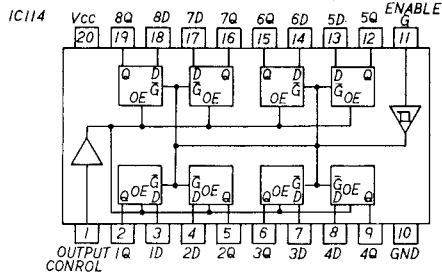 IC114 Vcc 8Q 8D 7D 7Q 6Q 6D 5D 5Q ENABLE G
20 19 18 17 16 15 14 13 12 11
Q D D Q Q D D Q
G̅ G̅
OE OE OE OE
G̅ G̅ G̅ G̅
Q OE D D OE Q Q OE D D OE Q
1 2 3 4 5 6 7 8 9 10
OUTPUT CONROL 1Q 1D 2D 2Q 3Q 3D 4D 4Q GND